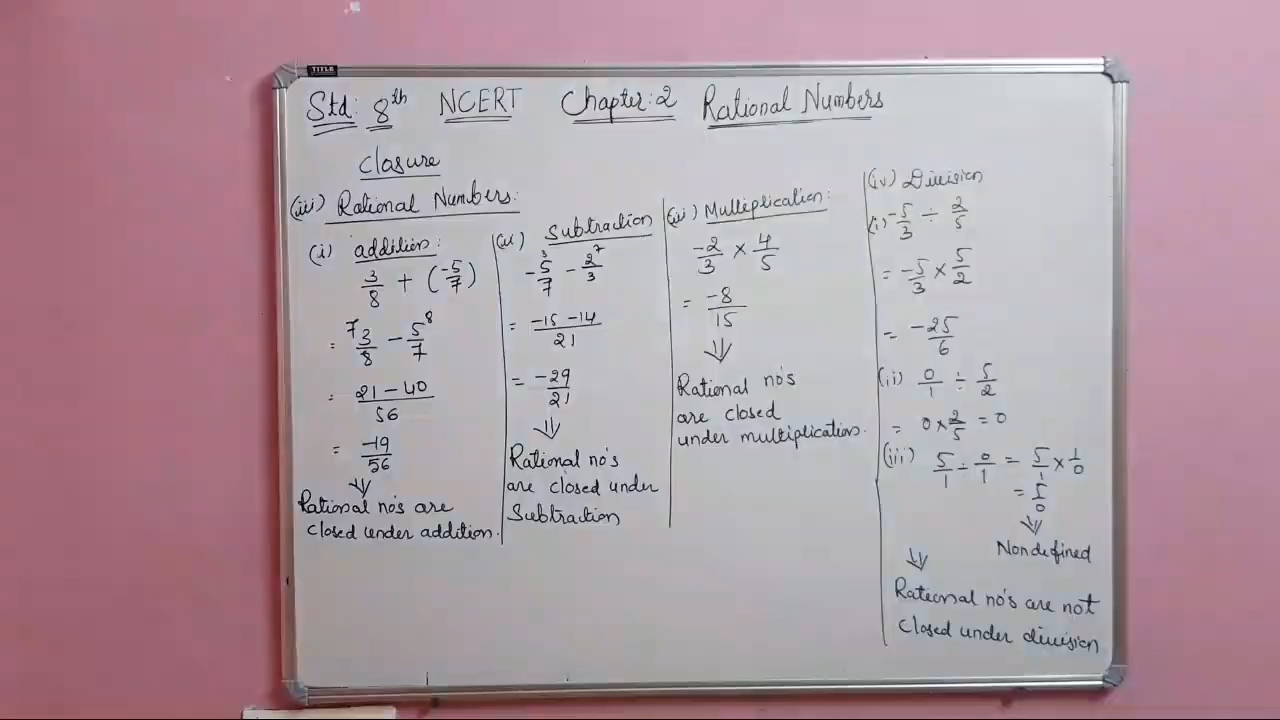 TITLE
Std: 8th NCERT Chapter: 2 Rational Numbers
Closure
(iii) Rational Numbers:
(i) addition:
3/8 + (-5/7)
= 7 3/8 - 5/7 8
= 21 - 40 / 56
= -19/56
⇓
Rational no's are
closed under addition.
(ii) Subtraction
-5/7 3 - 2/3 7
= -15 - 14 / 21
= -29/21
⇓
Rational no's
are closed under
Subtraction
(iii) Multiplication:
-2/3 × 4/5
= -8/15
⇓
Rational no's
are closed
under multiplication.
(iv) Division
(i) -5/3 ÷ 2/5
= -5/3 × 5/2
= -25/6
(ii) 0/1 ÷ 5/2
= 0 × 2/5 = 0
(iii) 5/1 ÷ 0/1 = 5/1 × 1/0
= 5/0
⇓
Nondefined
⇓
Rational no's are not
closed under division